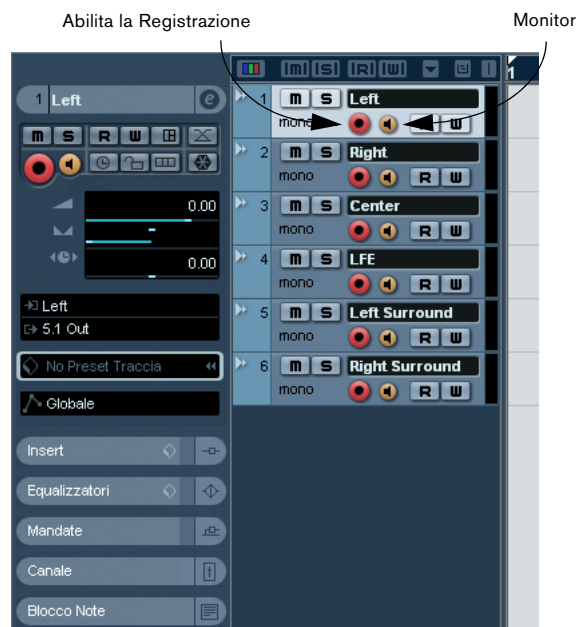 Abilita la Registrazione
Monitor
m S R W
1
1 Left e
m S R W
0.00
0.00
Left
5.1 Out
No Preset Traccia
Globale
Insert
Equalizzatori
Mandate
Canale
Blocco Note
1 m S Left
mono R W
2 m S Right
mono R W
3 m S Center
mono R W
4 m S LFE
mono R W
5 m S Left Surround
mono R W
6 m S Right Surround
mono R W